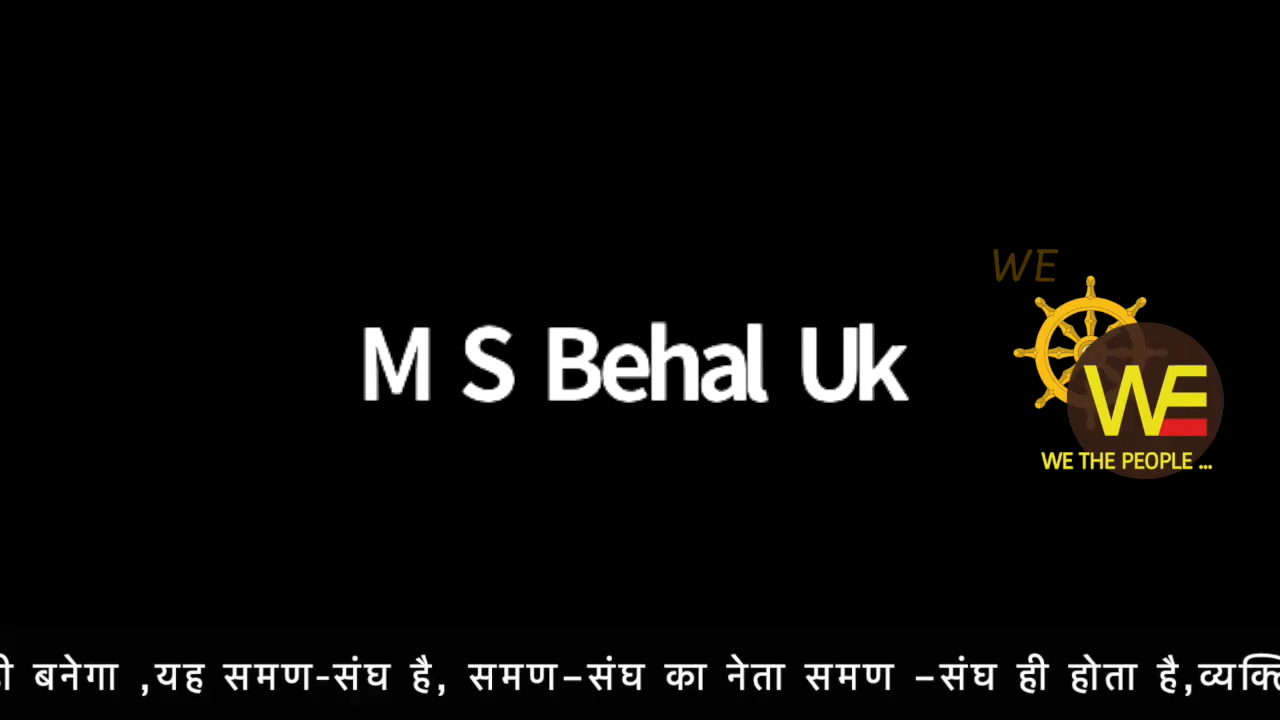 WE
M S Behal Uk
WE
WE THE PEOPLE ...
बनेगा ,यह समण-संघ है, समण–संघ का नेता समण –संघ ही होता है,